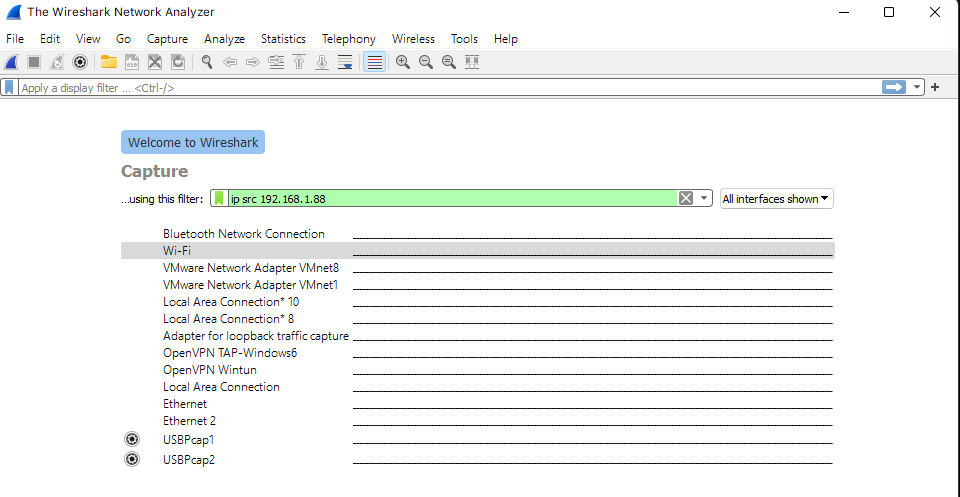 The Wireshark Network Analyzer
File Edit View Go Capture Analyze Statistics Telephony Wireless Tools Help
Apply a display filter ... <Ctrl-/>
Welcome to Wireshark
Capture
...using this filter: ip src 192.168.1.88 All interfaces shown
Bluetooth Network Connection
Wi-Fi
VMware Network Adapter VMnet8
VMware Network Adapter VMnet1
Local Area Connection* 10
Local Area Connection* 8
Adapter for loopback traffic capture
OpenVPN TAP-Windows6
OpenVPN Wintun
Local Area Connection
Ethernet
Ethernet 2
USBPcap1
USBPcap2